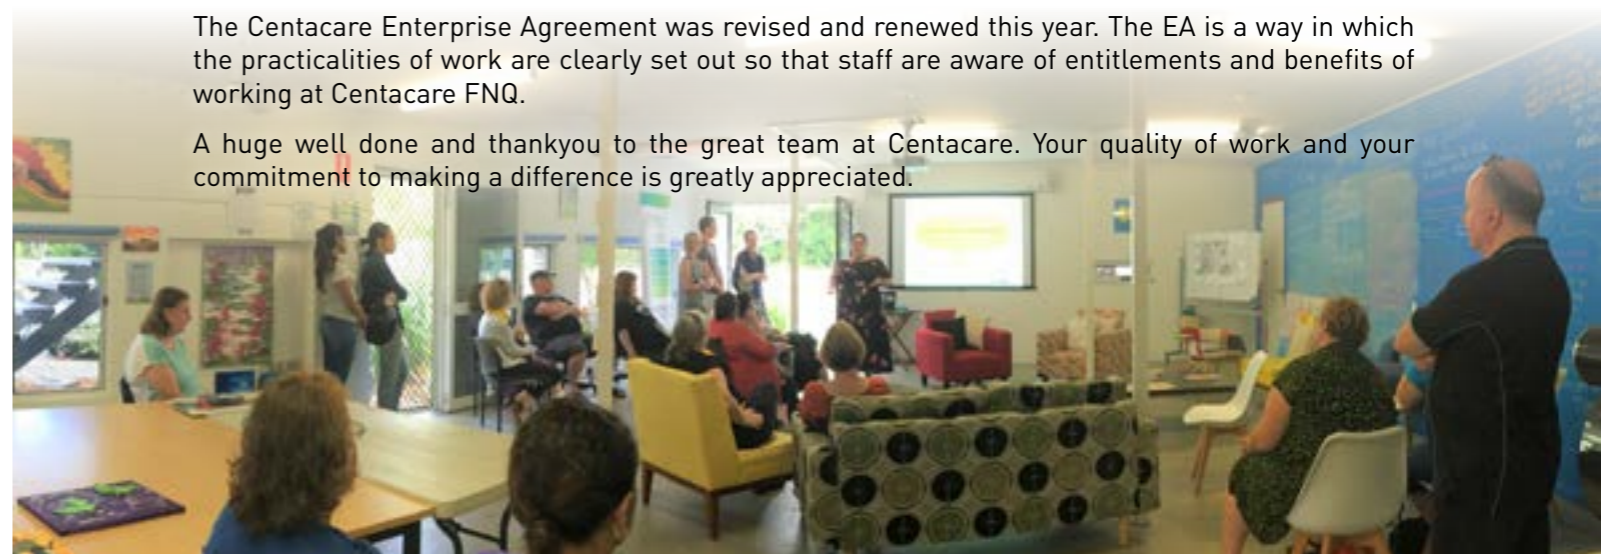 The Centacare Enterprise Agreement was revised and renewed this year. The EA is a way in which
the practicalities of work are clearly set out so that staff are aware of entitlements and benefits of
working at Centacare FNQ.
A huge well done and thankyou to the great team at Centacare. Your quality of work and your
commitment to making a difference is greatly appreciated.